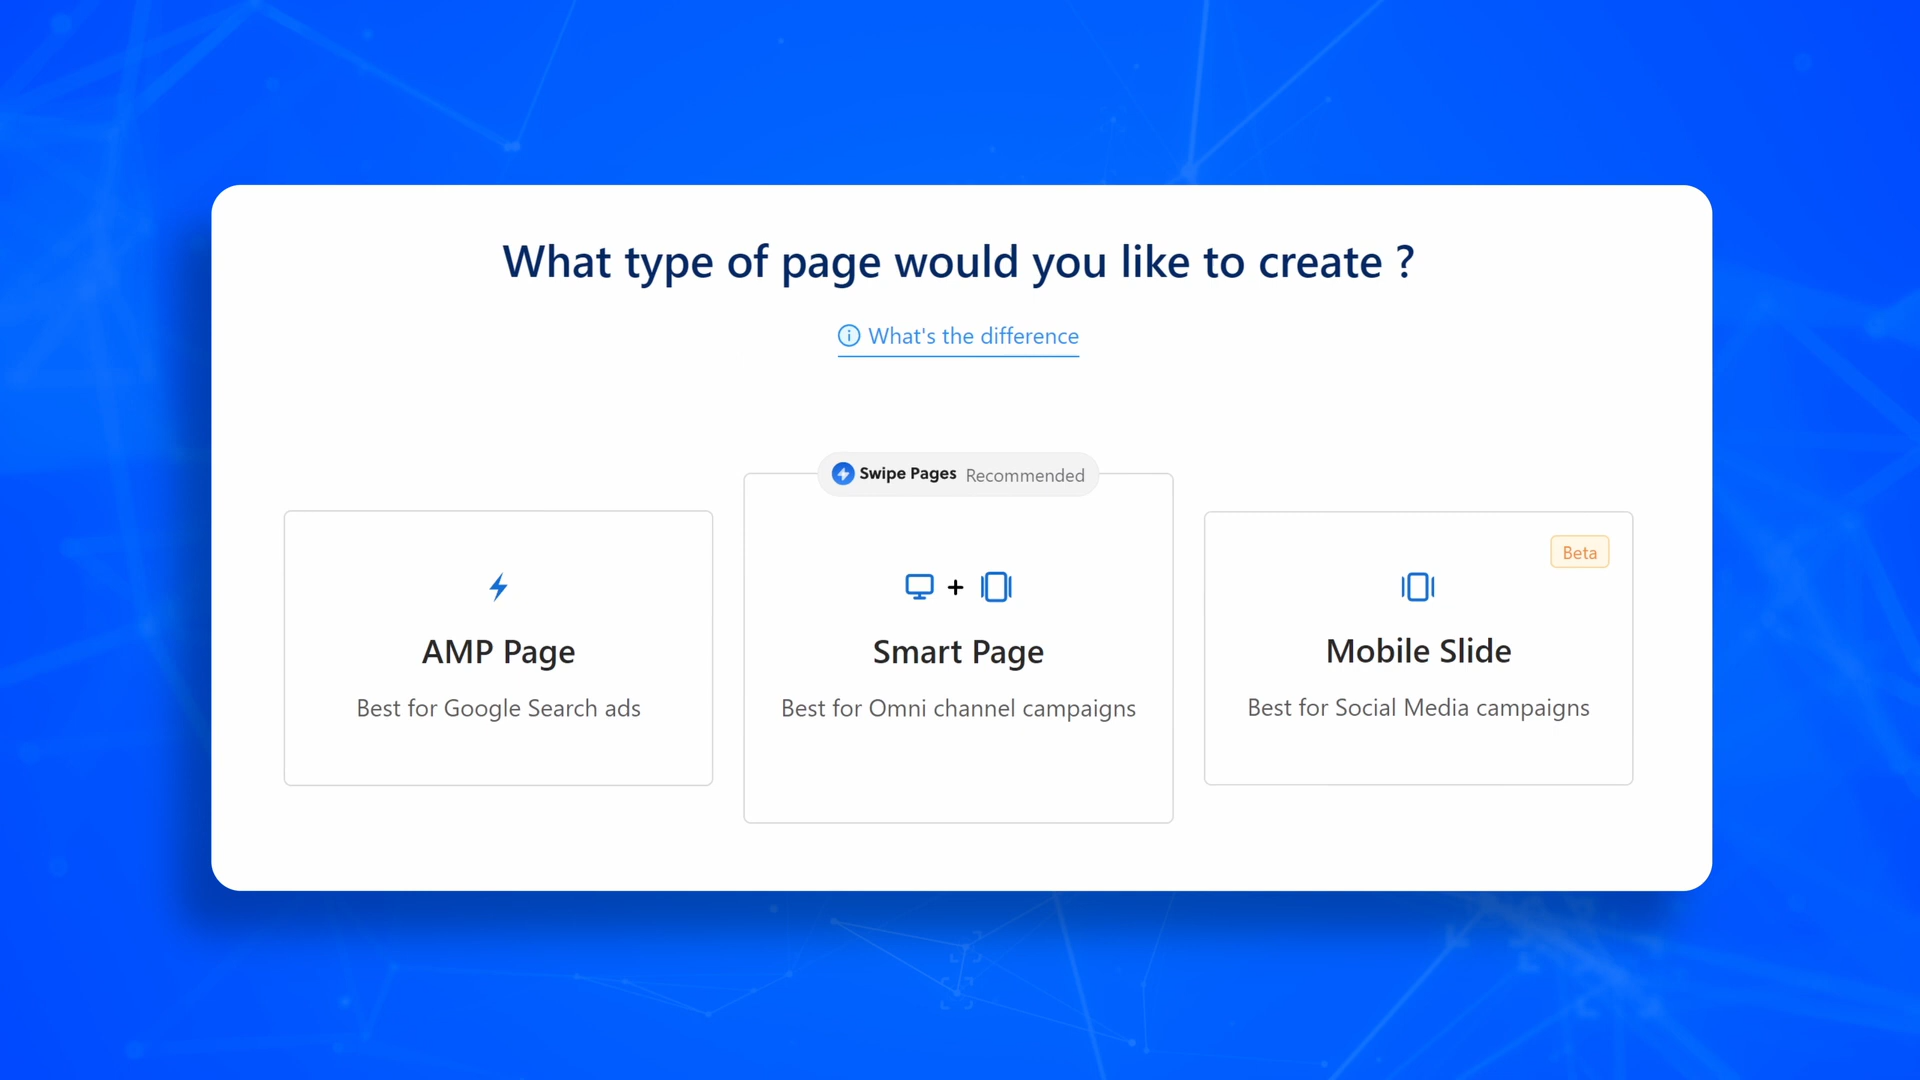 What type of page would you like to create ?
What's the difference
Swipe Pages Recommended
AMP Page
Best for Google Search ads
Smart Page
Best for Omni channel campaigns
Beta
Mobile Slide
Best for Social Media campaigns